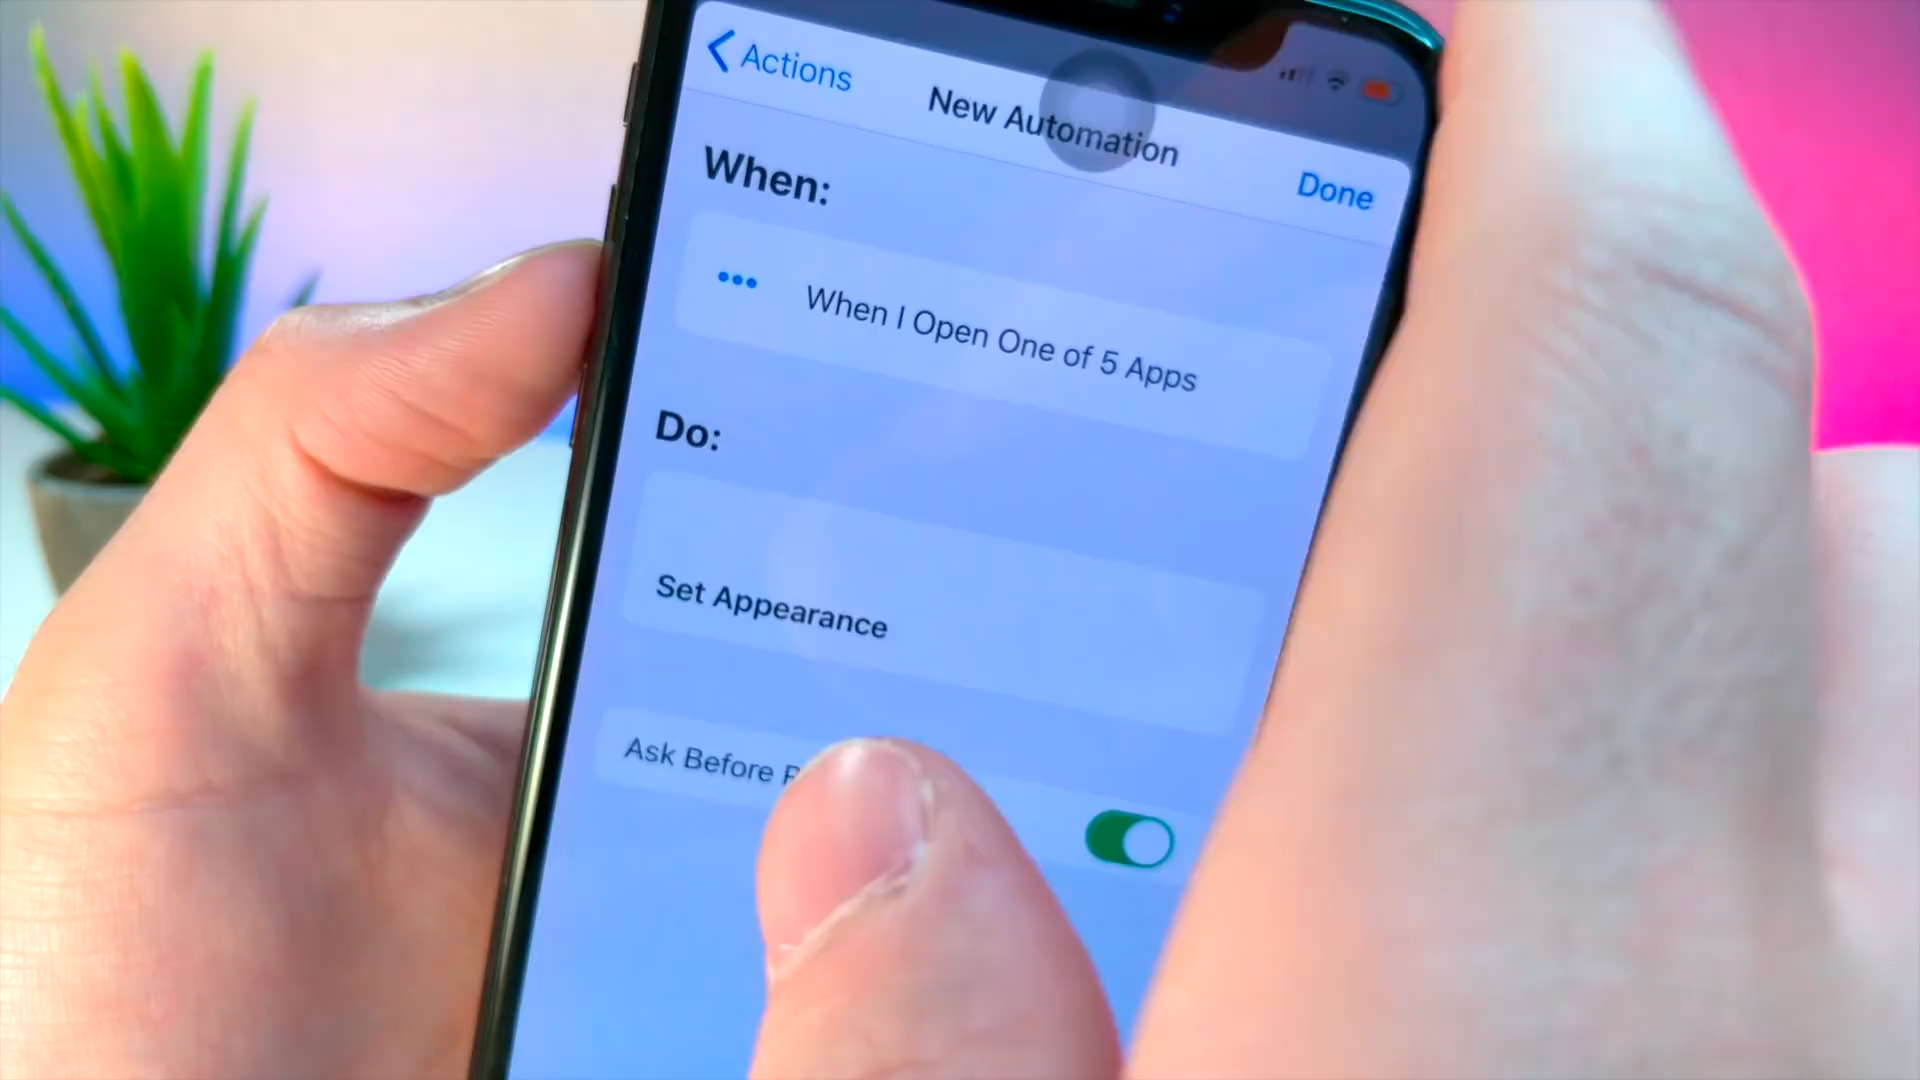 Actions
New Automation
Done
When:
When I Open One of 5 Apps
Do:
Set Appearance
Ask Before